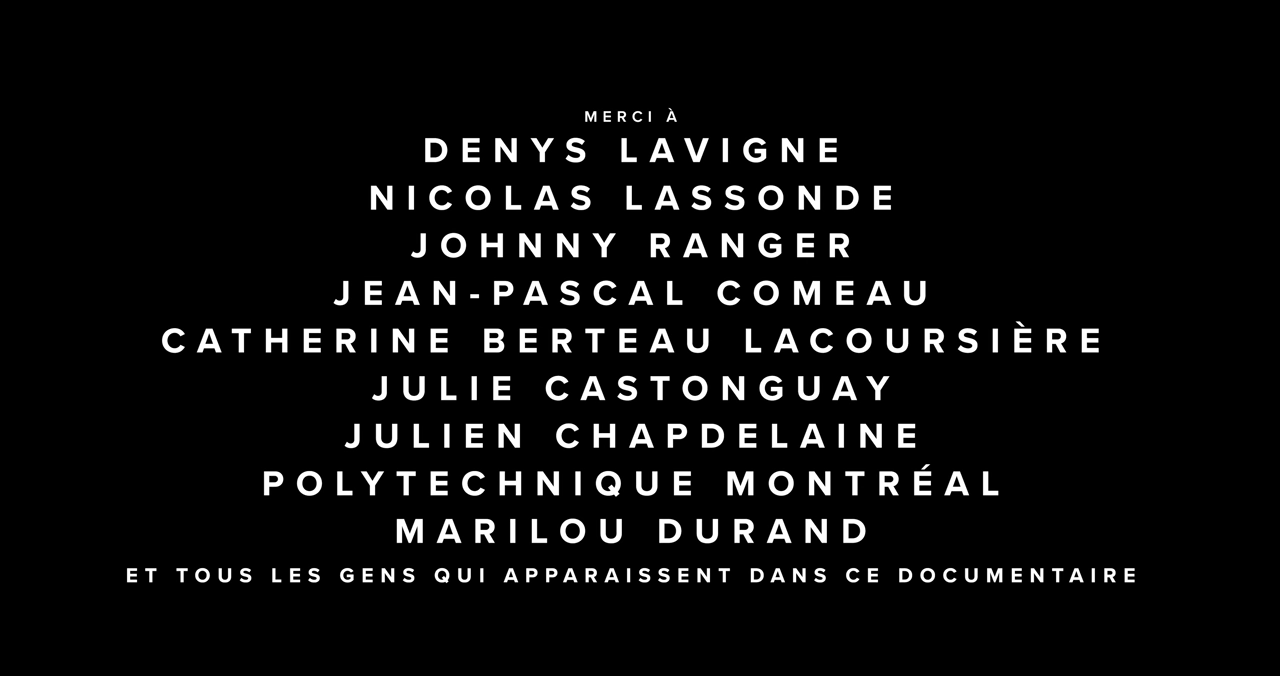 MERCI À
DENYS LAVIGNE
NICOLAS LASSONDE
JOHNNY RANGER
JEAN-PASCAL COMEAU
CATHERINE BERTEAU LACOURSIÈRE
JULIE CASTONGUAY
JULIEN CHAPDELAINE
POLYTECHNIQUE MONTRÉAL
MARILOU DURAND
ET TOUS LES GENS QUI APPARAISSENT DANS CE DOCUMENTAIRE